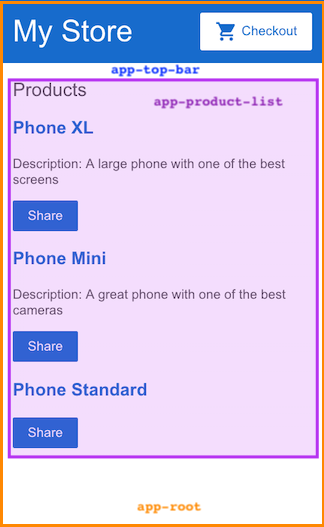 My Store
Checkout
app-top-bar
Products
app-product-list
Phone XL
Description: A large phone with one of the best
screens
Share
Phone Mini
Description: A great phone with one of the best
cameras
Share
Phone Standard
Share
app-root